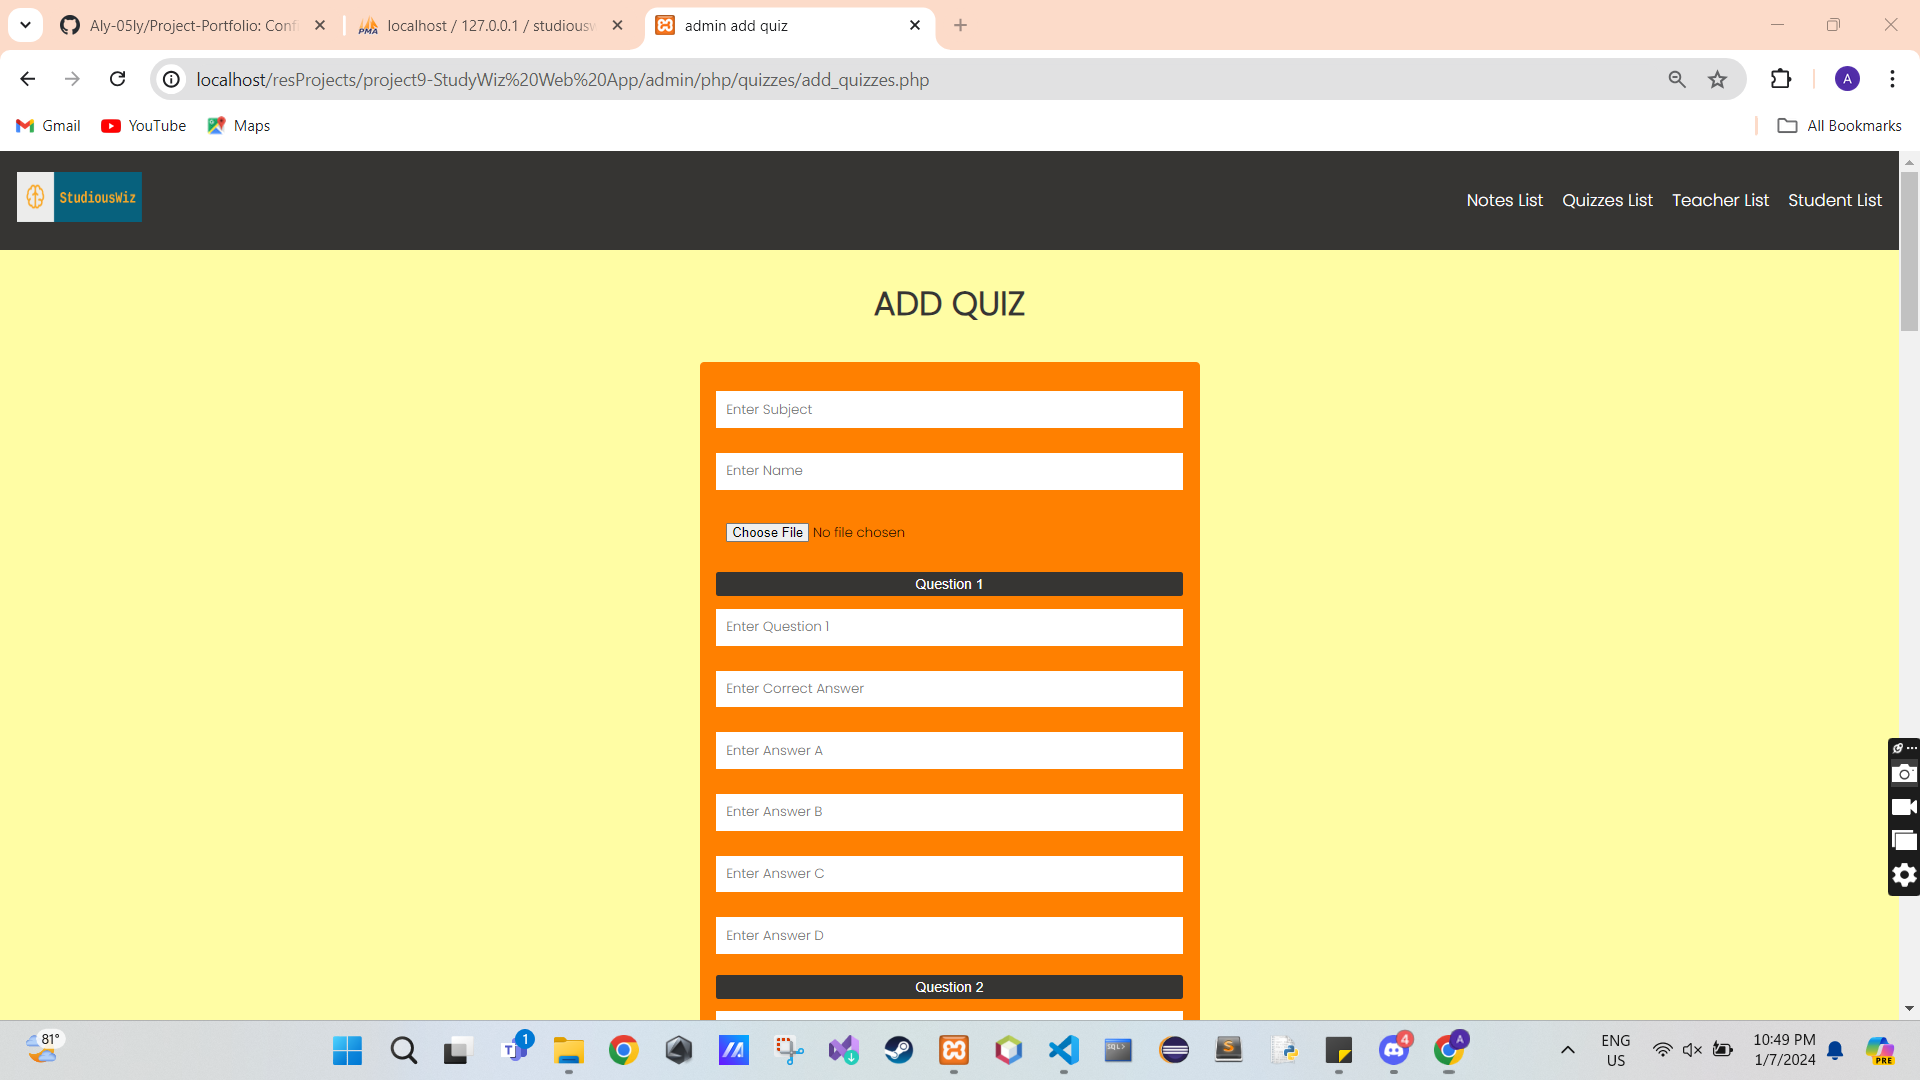 Aly-05ly/Project-Portfolio: Conf
localhost / 127.0.0.1 / studiousw
admin add quiz
localhost/resProjects/project9-StudyWiz%20Web%20App/admin/php/quizzes/add_quizzes.php
A
Gmail
YouTube
Maps
All Bookmarks
StudiousWiz
Notes List
Quizzes List
Teacher List
Student List
ADD QUIZ
Enter Subject
Enter Name
Choose File No file chosen
Question 1
Enter Question 1
Enter Correct Answer
Enter Answer A
Enter Answer B
Enter Answer C
Enter Answer D
Question 2
81°
1
4
A
ENG
US
10:49 PM
1/7/2024
PRE